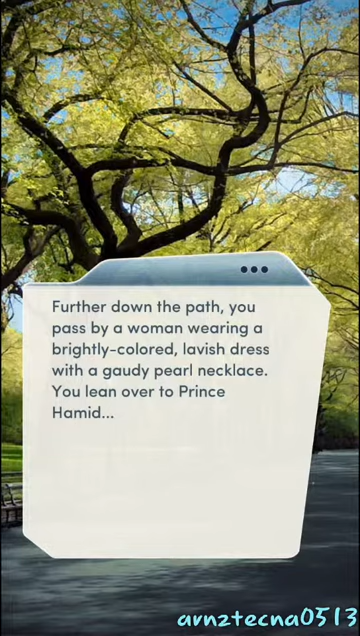 Further down the path, you
pass by a woman wearing a
brightly-colored, lavish dress
with a gaudy pearl necklace.
You lean over to Prince
Hamid...
arnztecna0513